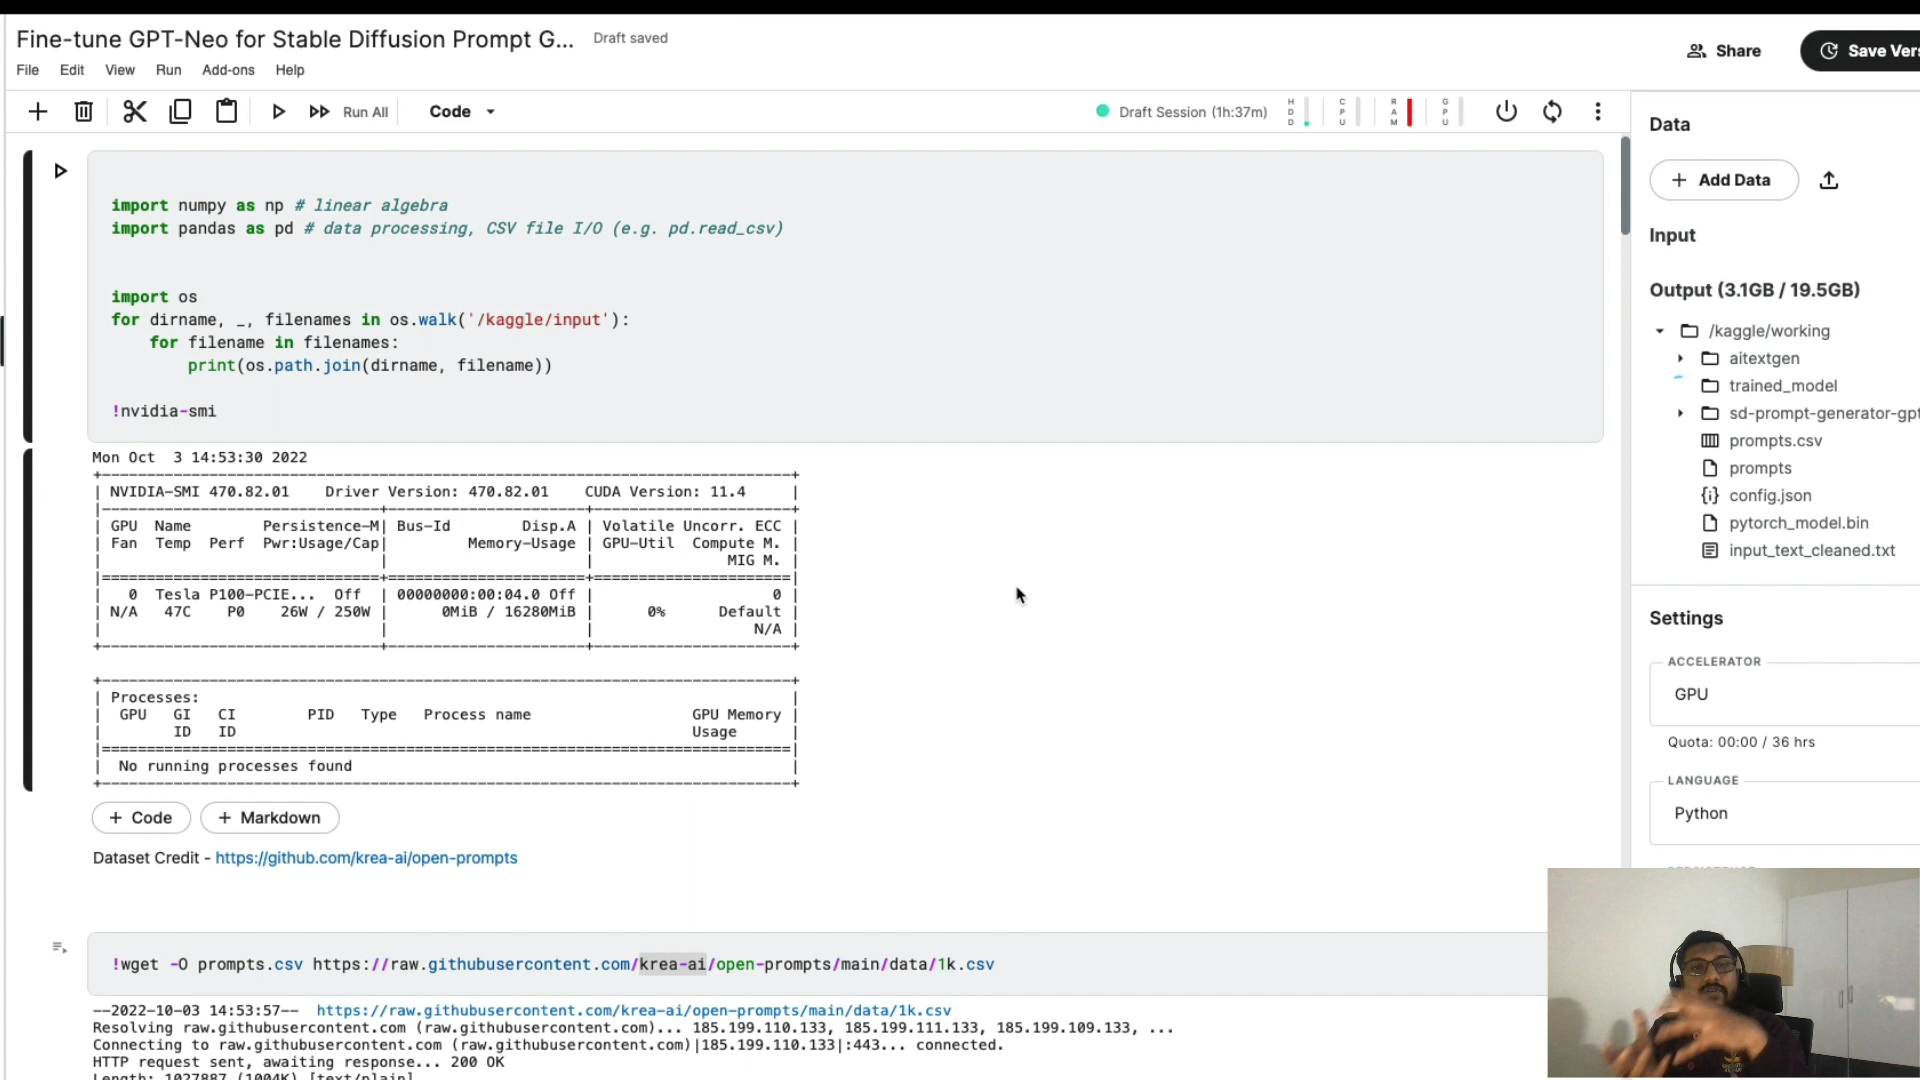 Fine-tune GPT-Neo for Stable Diffusion Prompt G... Draft saved
Share
Save Vers
File Edit View Run Add-ons Help
Run All
Code
Draft Session (1h:37m)
HDD
CPU
RAM
GPU
import numpy as np # linear algebra
import pandas as pd # data processing, CSV file I/O (e.g. pd.read_csv)
import os
for dirname, _, filenames in os.walk('/kaggle/input'):
    for filename in filenames:
        print(os.path.join(dirname, filename))
!nvidia-smi
Mon Oct  3 14:53:30 2022
+-----------------------------------------------------------------------------+
| NVIDIA-SMI 470.82.01    Driver Version: 470.82.01    CUDA Version: 11.4     |
|-------------------------------+----------------------+----------------------+
| GPU  Name        Persistence-M| Bus-Id        Disp.A | Volatile Uncorr. ECC |
| Fan  Temp  Perf  Pwr:Usage/Cap|         Memory-Usage | GPU-Util  Compute M. |
|                               |                      |               MIG M. |
|===============================+======================+======================|
|   0  Tesla P100-PCIE...  Off  | 00000000:00:04.0 Off |                    0 |
| N/A   47C    P0    26W / 250W |      0MiB / 16280MiB |      0%      Default |
|                               |                      |                  N/A |
+-------------------------------+----------------------+----------------------+
+-----------------------------------------------------------------------------+
| Processes:                                                                  |
|  GPU   GI   CI        PID   Type   Process name                  GPU Memory |
|        ID   ID                                                   Usage      |
|=============================================================================|
|  No running processes found                                                 |
+-----------------------------------------------------------------------------+
+ Code
+ Markdown
Dataset Credit - https://github.com/krea-ai/open-prompts
!wget -O prompts.csv https://raw.githubusercontent.com/krea-ai/open-prompts/main/data/1k.csv
--2022-10-03 14:53:57--  https://raw.githubusercontent.com/krea-ai/open-prompts/main/data/1k.csv
Resolving raw.githubusercontent.com (raw.githubusercontent.com)... 185.199.110.133, 185.199.111.133, 185.199.109.133, ...
Connecting to raw.githubusercontent.com (raw.githubusercontent.com)|185.199.110.133|:443... connected.
HTTP request sent, awaiting response... 200 OK
Length: 1027887 (1004K) [text/plain]
Data
+ Add Data
Input
Output (3.1GB / 19.5GB)
/kaggle/working
aitextgen
trained_model
sd-prompt-generator-gpt
prompts.csv
prompts
config.json
pytorch_model.bin
input_text_cleaned.txt
Settings
ACCELERATOR
GPU
Quota: 00:00 / 36 hrs
LANGUAGE
Python